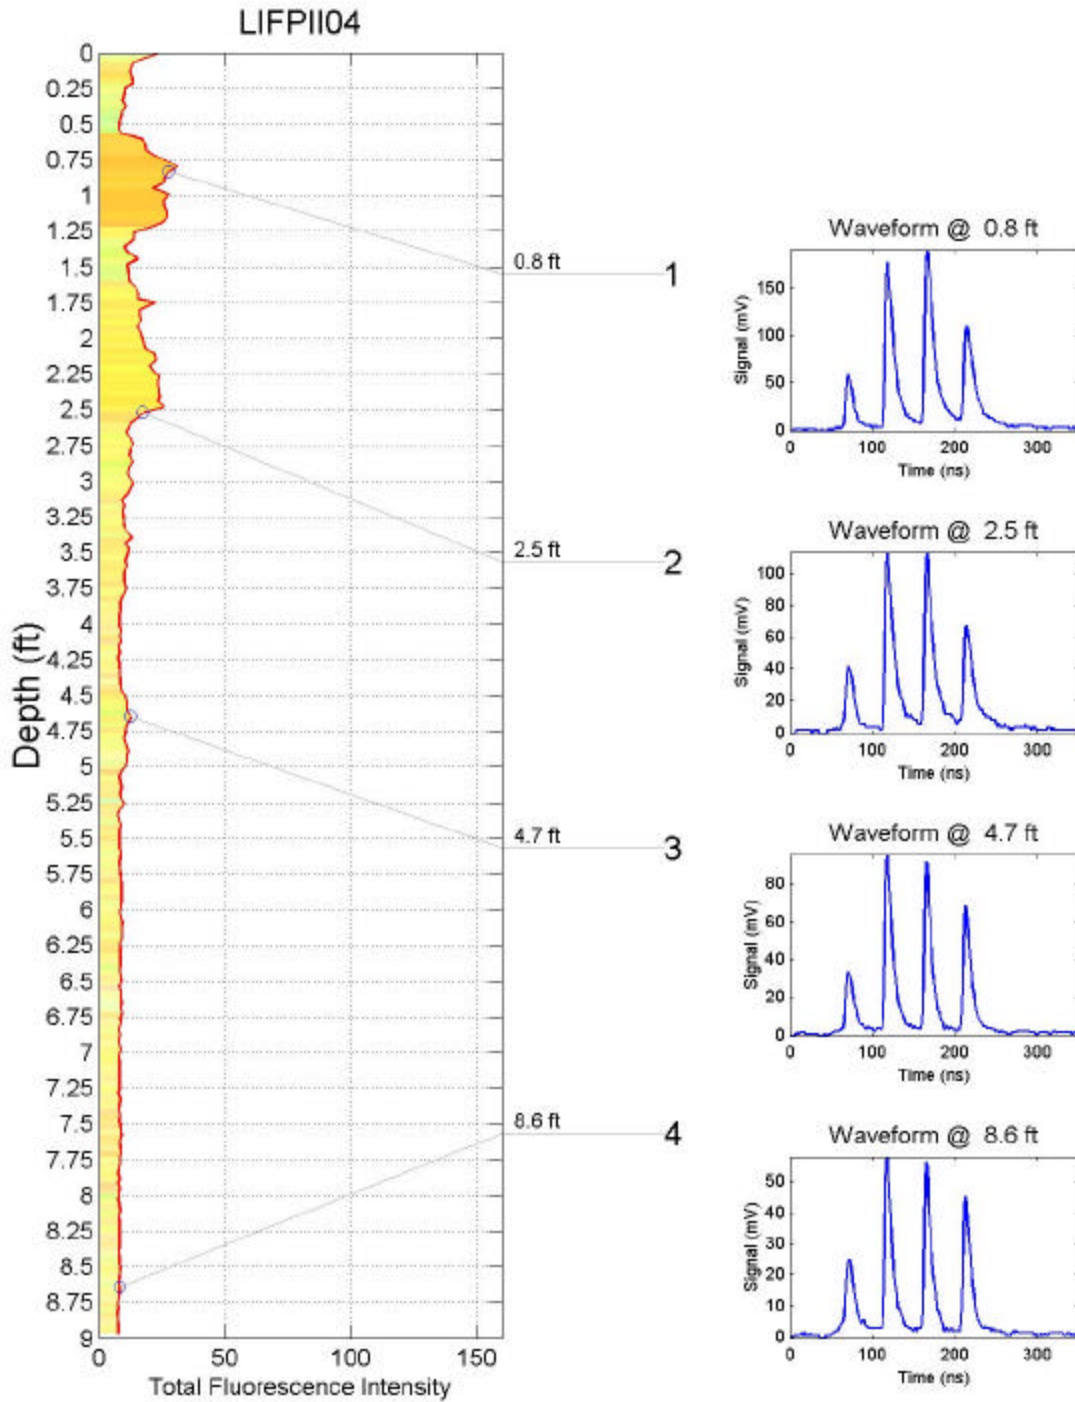 LIFPII04
0
0.25
0.5
0.75
1
1.25
1.5
1.75
2
2.25
2.5
2.75
3
3.25
3.5
3.75
4
4.25
4.5
4.75
5
5.25
5.5
5.75
6
6.25
6.5
6.75
7
7.25
7.5
7.75
8
8.25
8.5
8.75
9
Depth (ft)
0 50 100 150
Total Fluorescence Intensity
0.8 ft 1
2.5 ft 2
4.7 ft 3
8.6 ft 4
Waveform @ 0.8 ft
150
100
50
0
Signal (mV)
0 100 200 300
Time (ns)
Waveform @ 2.5 ft
100
80
60
40
20
0
Signal (mV)
0 100 200 300
Time (ns)
Waveform @ 4.7 ft
80
60
40
20
0
Signal (mV)
0 100 200 300
Time (ns)
Waveform @ 8.6 ft
50
40
30
20
10
0
Signal (mV)
0 100 200 300
Time (ns)